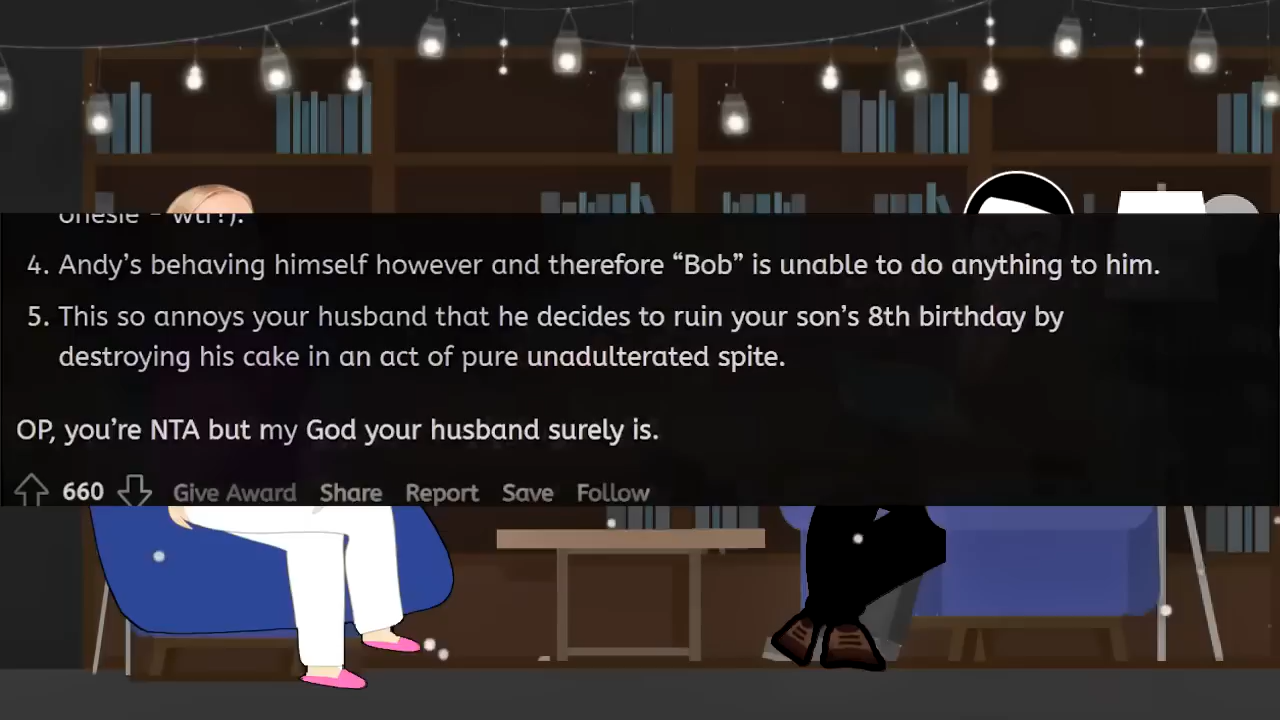 onesie - wtf?).
4. Andy’s behaving himself however and therefore “Bob” is unable to do anything to him.
5. This so annoys your husband that he decides to ruin your son’s 8th birthday by
destroying his cake in an act of pure unadulterated spite.
OP, you’re NTA but my God your husband surely is.
660 Give Award Share Report Save Follow